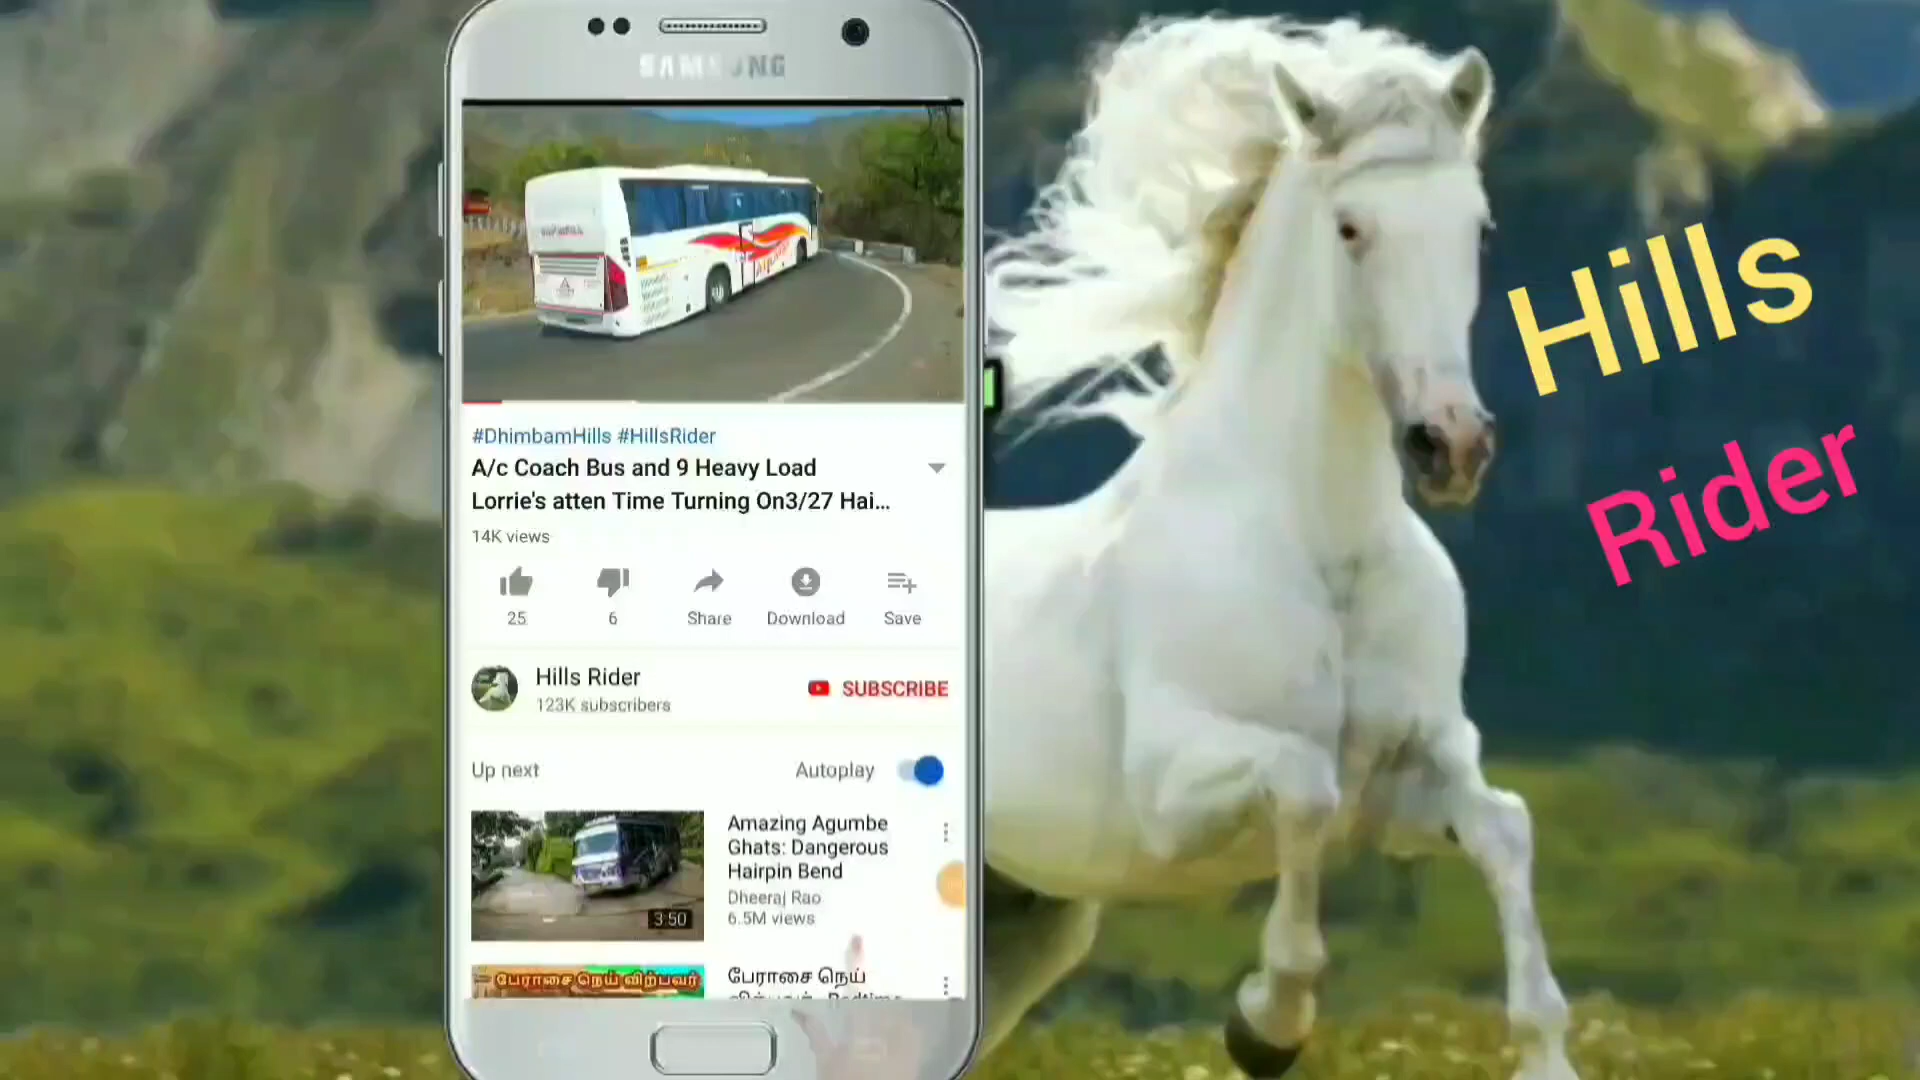 SAMSUNG
#DhimbamHills #HillsRider
A/c Coach Bus and 9 Heavy Load
Lorrie's atten Time Turning On3/27 Hai...
14K views
25
6
Share
Download
Save
Hills Rider
123K subscribers
SUBSCRIBE
Up next
Autoplay
Amazing Agumbe
Ghats: Dangerous
Hairpin Bend
Dheeraj Rao
6.5M views
3:50
பேராசை நெய் விற்பவர்
பேராசை நெய்
Hills
Rider